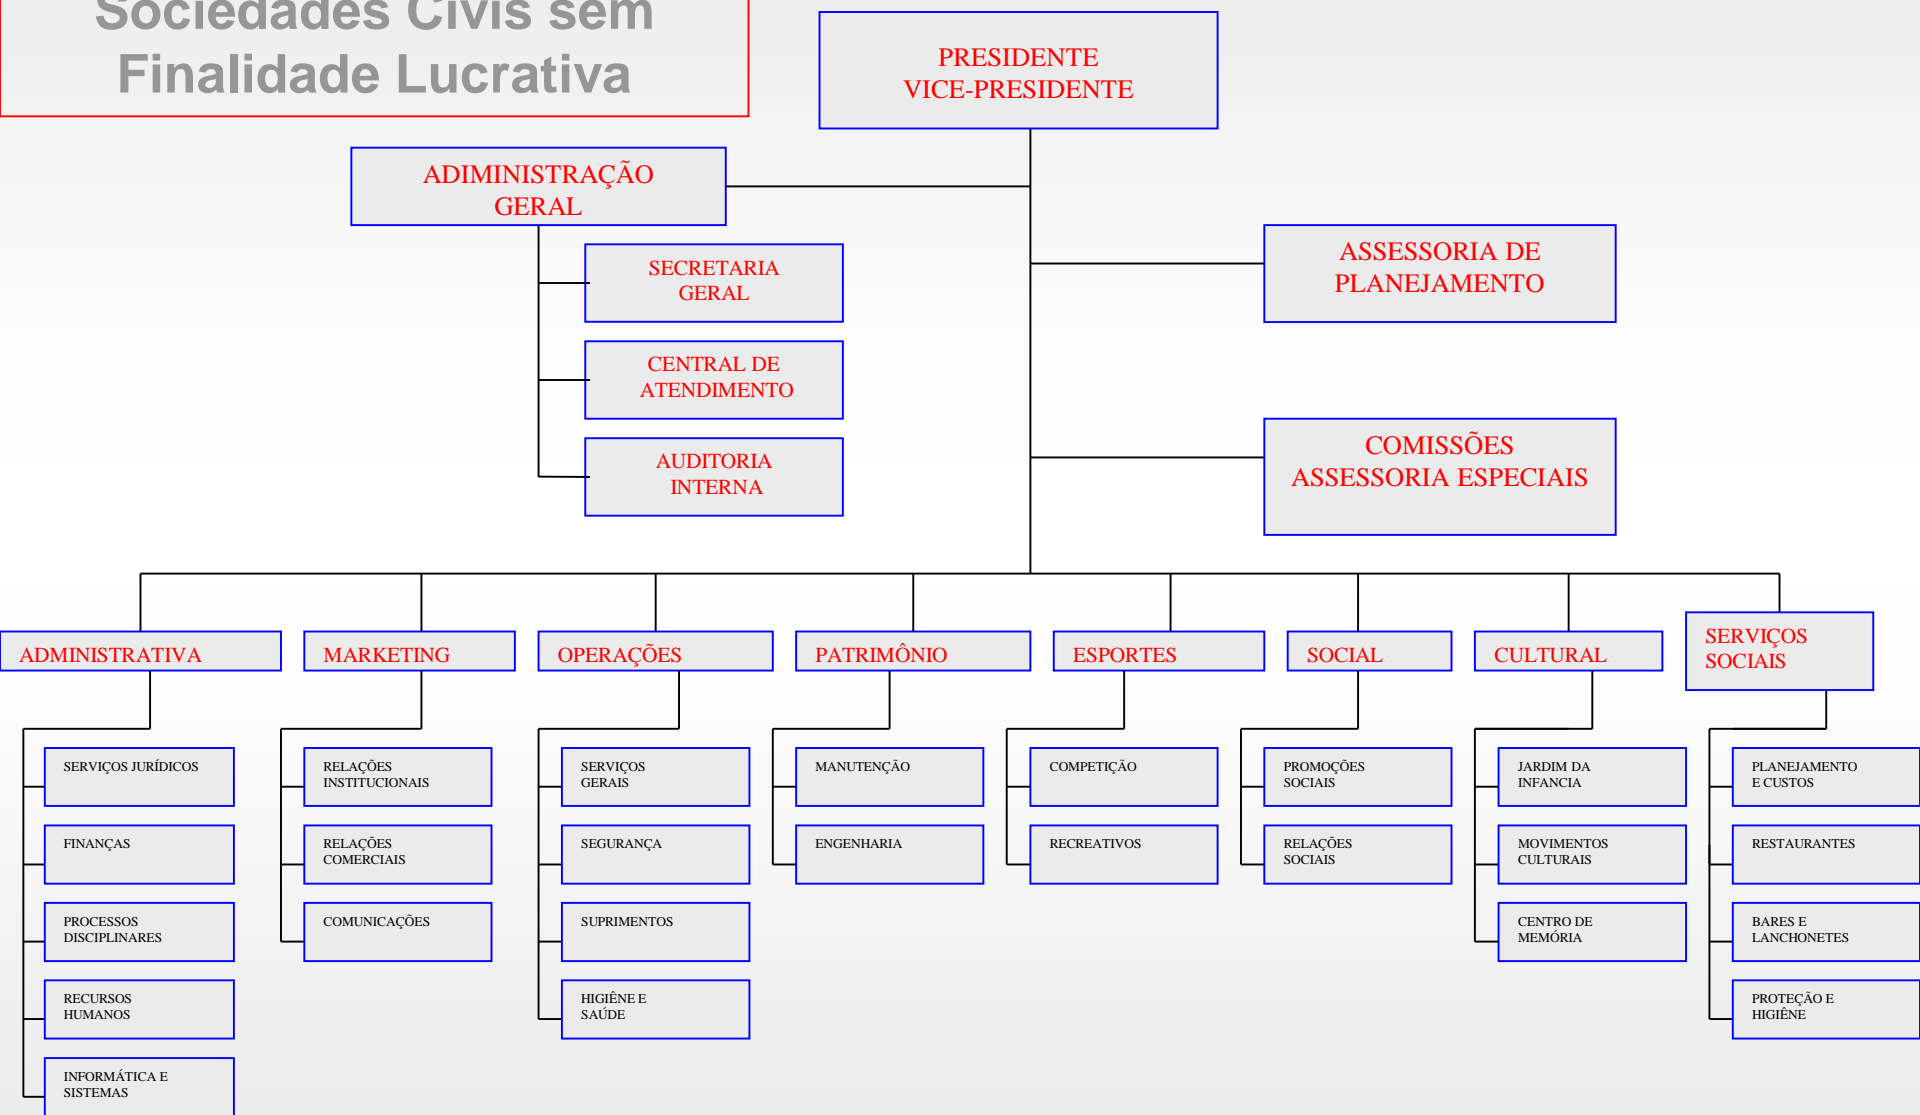 Sociedades Civis sem
Finalidade Lucrativa
PRESIDENTE
VICE-PRESIDENTE
ADIMINISTRAÇÃO
GERAL
SECRETARIA
GERAL
CENTRAL DE
ATENDIMENTO
AUDITORIA
INTERNA
ASSESSORIA DE
PLANEJAMENTO
COMISSÕES
ASSESSORIA ESPECIAIS
ADMINISTRATIVA
SERVIÇOS JURÍDICOS
FINANÇAS
PROCESSOS
DISCIPLINARES
RECURSOS
HUMANOS
INFORMÁTICA E
SISTEMAS
MARKETING
RELAÇÕES
INSTITUCIONAIS
RELAÇÕES
COMERCIAIS
COMUNICAÇÕES
OPERAÇÕES
SERVIÇOS
GERAIS
SEGURANÇA
SUPRIMENTOS
HIGIÊNE E
SAÚDE
PATRIMÔNIO
MANUTENÇÃO
ENGENHARIA
ESPORTES
COMPETIÇÃO
RECREATIVOS
SOCIAL
PROMOÇÕES
SOCIAIS
RELAÇÕES
SOCIAIS
CULTURAL
JARDIM DA
INFANCIA
MOVIMENTOS
CULTURAIS
CENTRO DE
MEMÓRIA
SERVIÇOS
SOCIAIS
PLANEJAMENTO
E CUSTOS
RESTAURANTES
BARES E
LANCHONETES
PROTEÇÃO E
HIGIÊNE